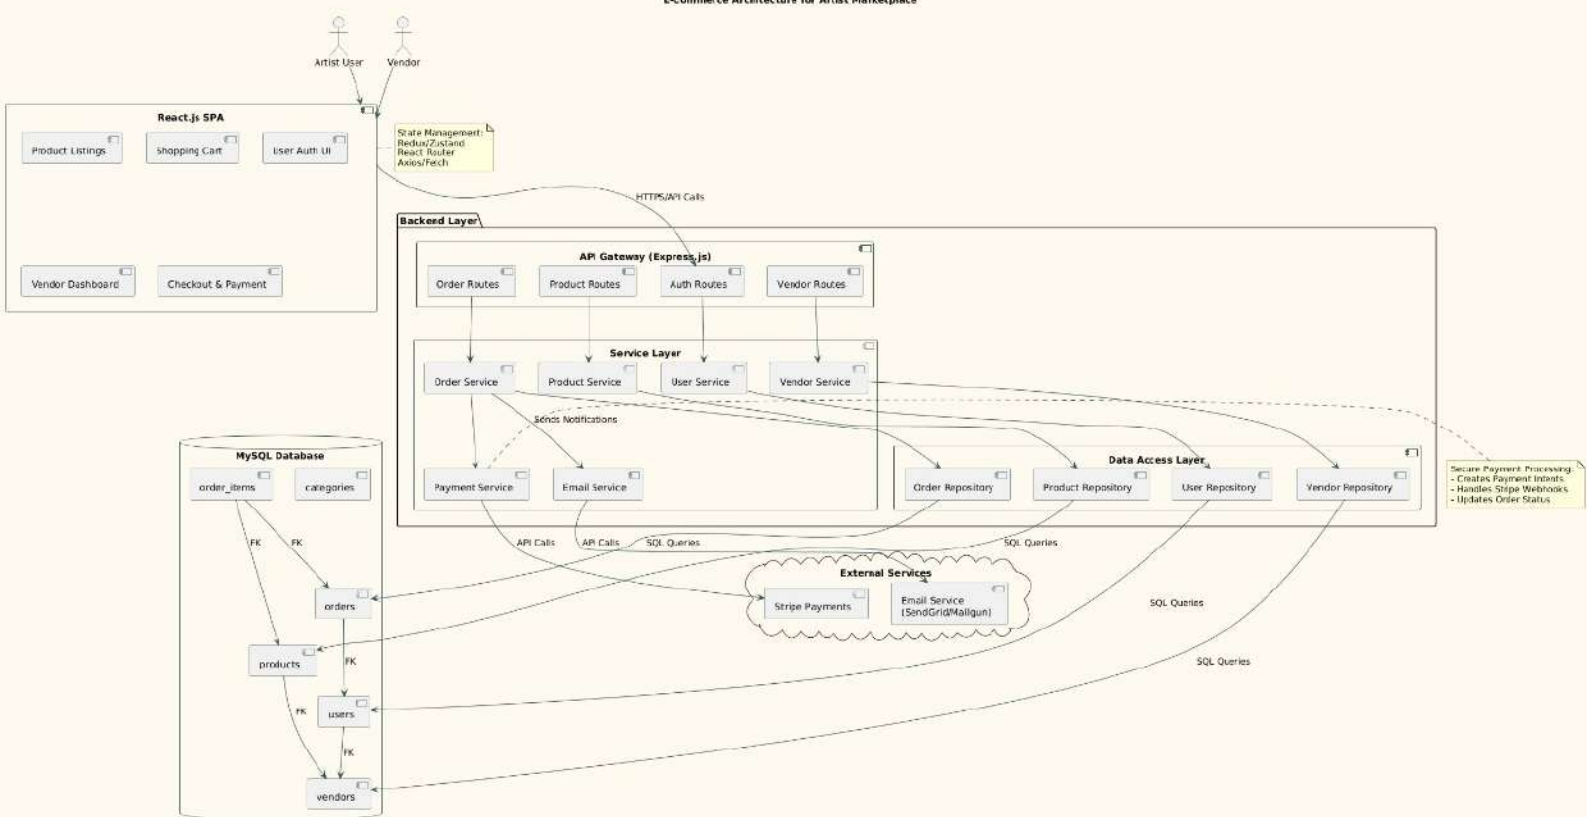 E-Commerce Architecture for Artist Marketplace
Artist User
Vendor
React.js SPA
Product Listings
Shopping Cart
User Auth UI
Vendor Dashboard
Checkout & Payment
State Management:
Redux/Zustand
React Router
Axios/Fetch
HTTPS/API Calls
Backend Layer
API Gateway (Express.js)
Order Routes
Product Routes
Auth Routes
Vendor Routes
Service Layer
Order Service
Product Service
User Service
Vendor Service
Sends Notifications
Payment Service
Email Service
Data Access Layer
Order Repository
Product Repository
User Repository
Vendor Repository
Secure Payment Processing:
- Creates Payment Intents
- Handles Stripe Webhooks
- Updates Order Status
MySQL Database
order_items
categories
FK
FK
orders
products
FK
users
FK
FK
vendors
API Calls
API Calls
SQL Queries
SQL Queries
External Services
Stripe Payments
Email Service
(SendGrid/Mailgun)
SQL Queries
SQL Queries